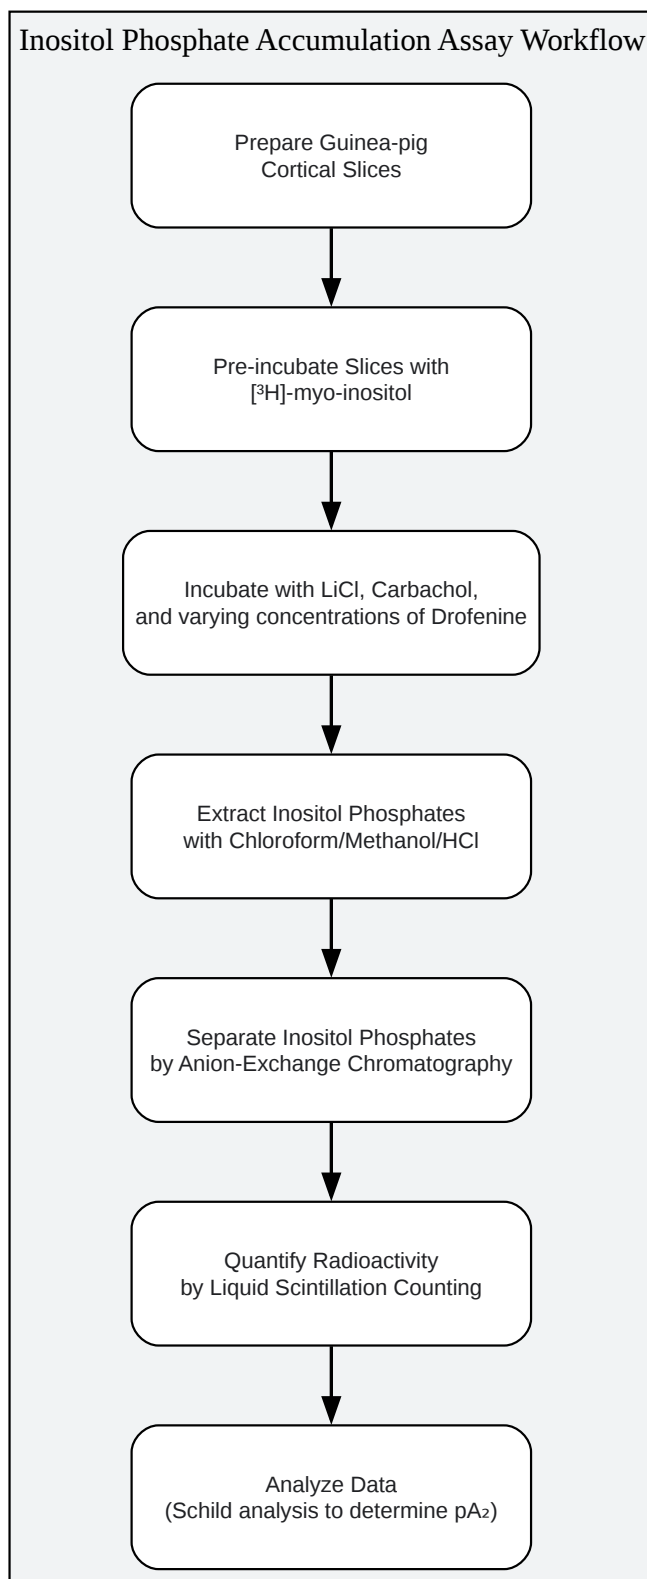 Inositol Phosphate Accumulation Assay Workflow
Prepare Guinea-pig
Cortical Slices
Pre-incubate Slices with
[³H]-myo-inositol
Incubate with LiCl, Carbachol,
and varying concentrations of Drofenine
Extract Inositol Phosphates
with Chloroform/Methanol/HCl
Separate Inositol Phosphates
by Anion-Exchange Chromatography
Quantify Radioactivity
by Liquid Scintillation Counting
Analyze Data
(Schild analysis to determine pA₂)